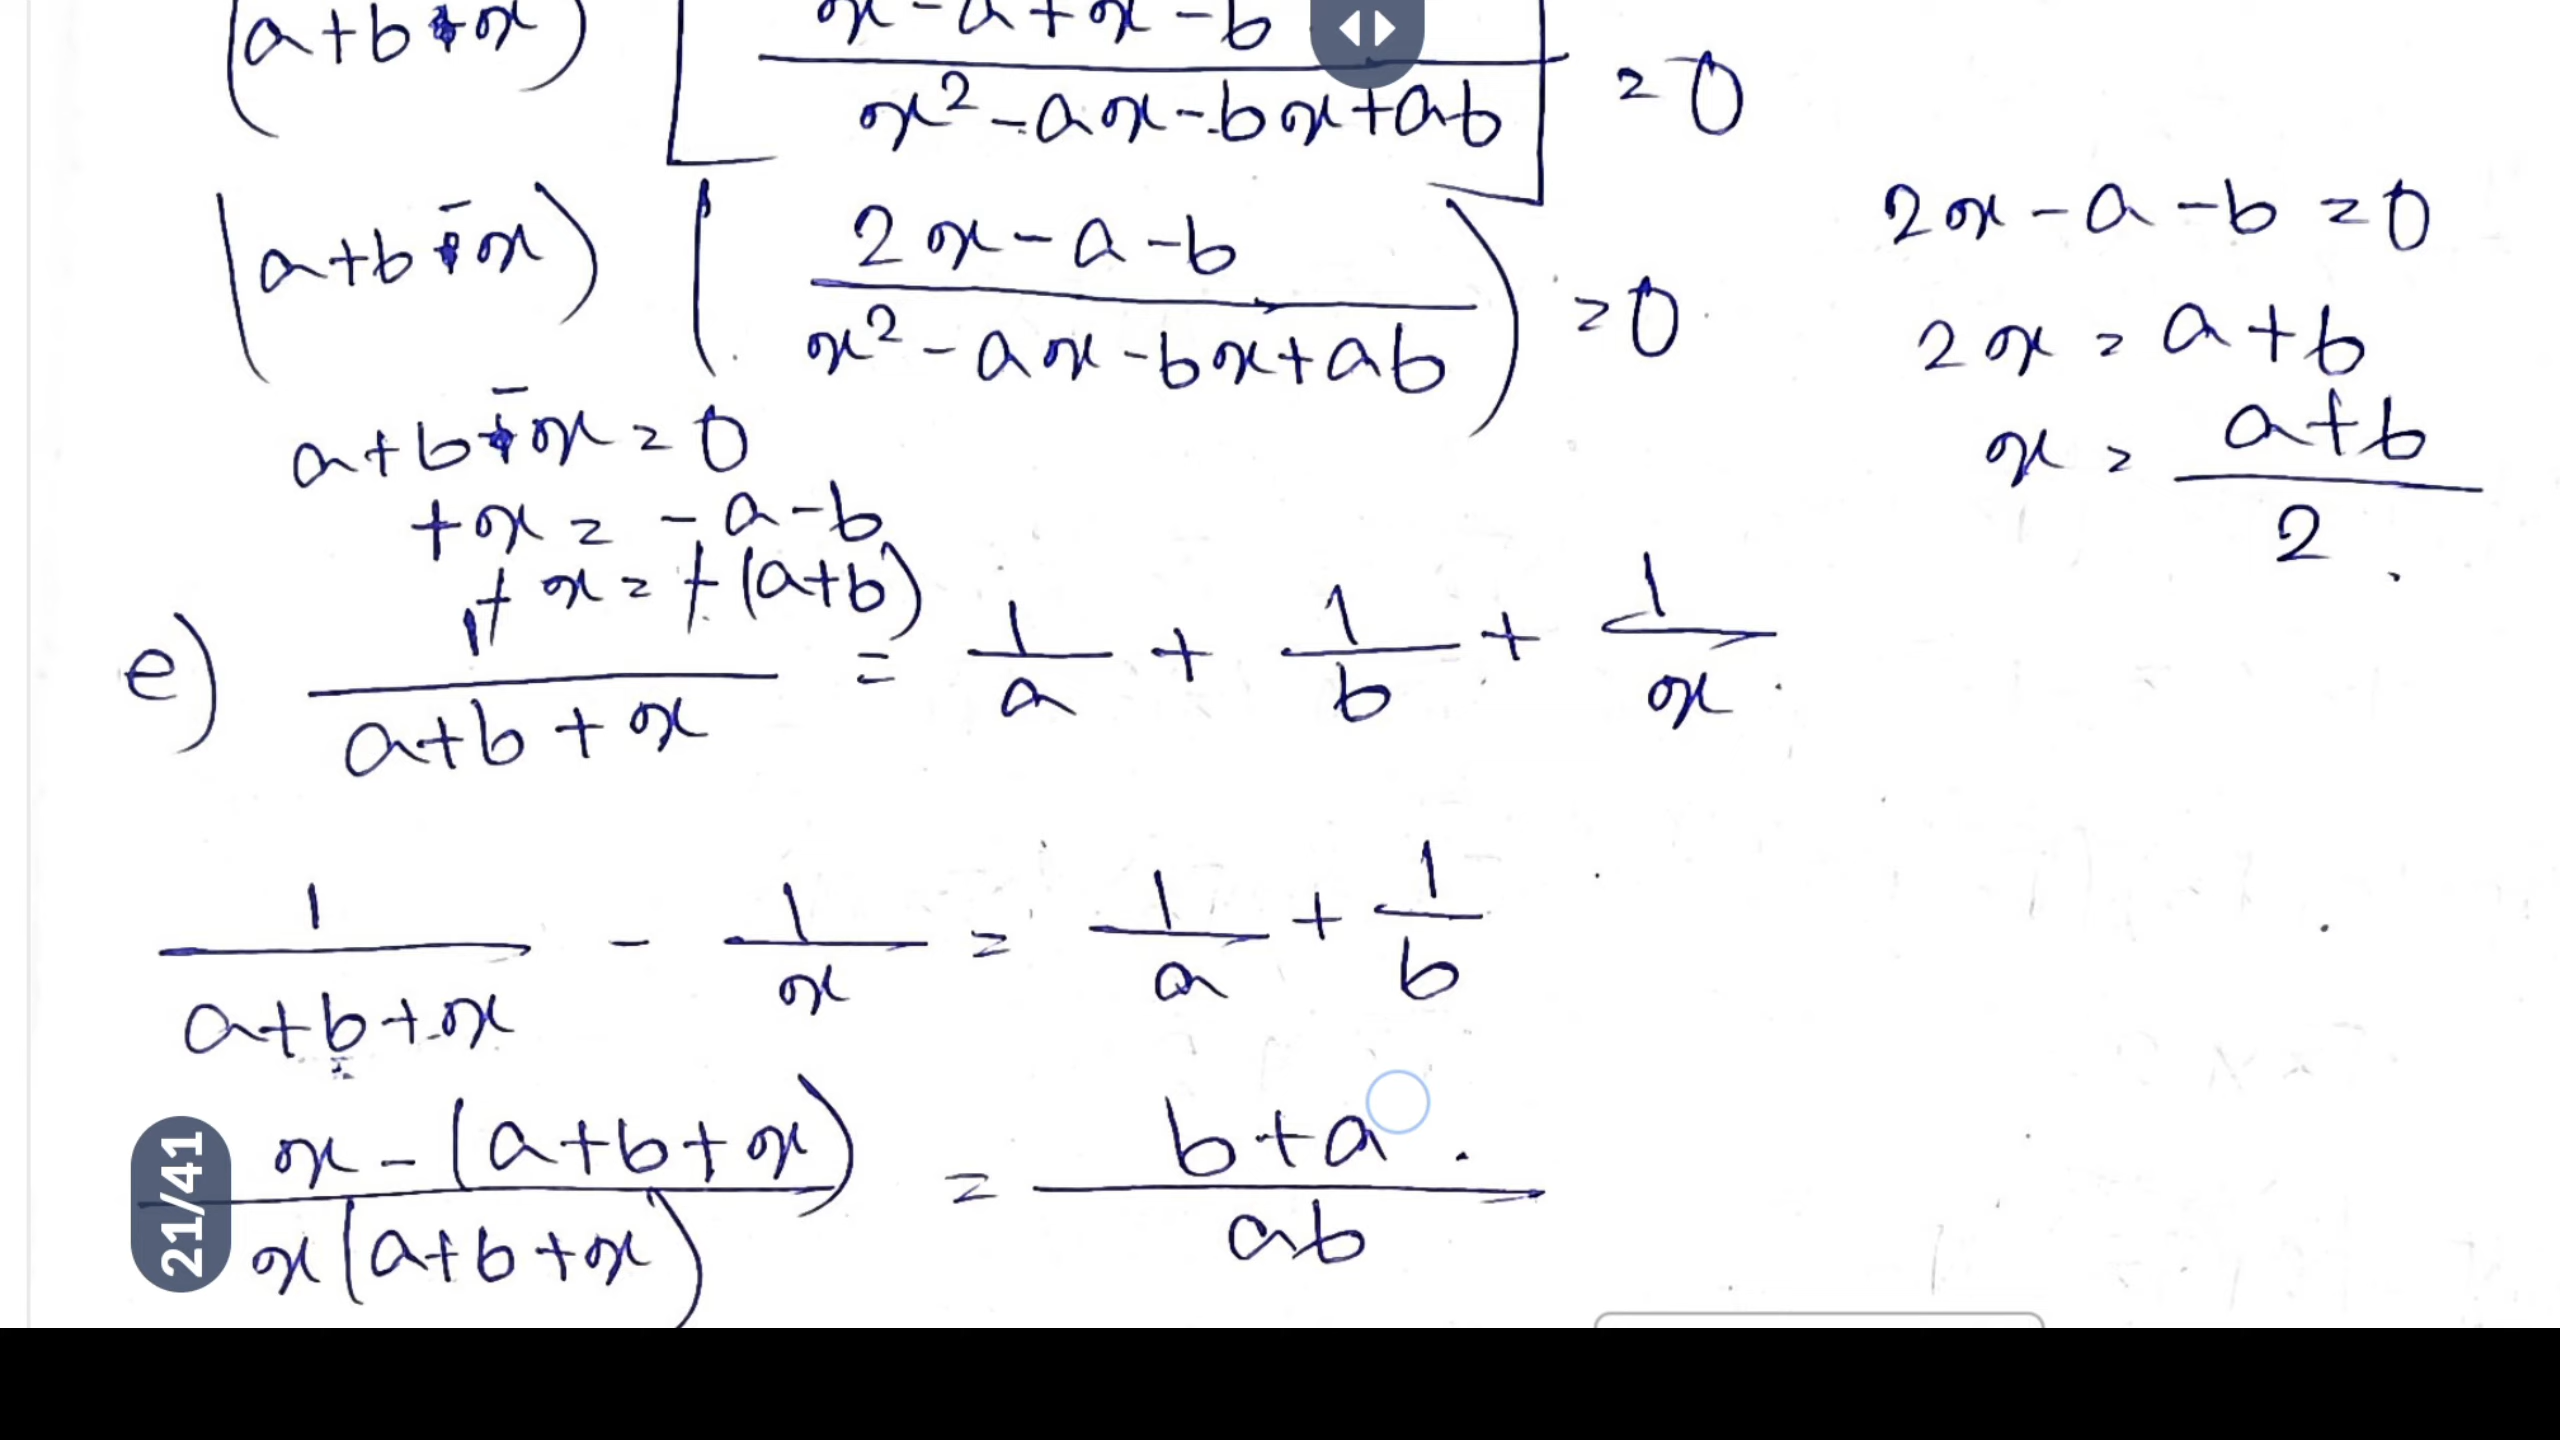 (a+b-x) [ (x-a+x-b)/(x²-ax-bx+ab) ] = 0
(a+b-x) ( (2x-a-b)/(x²-ax-bx+ab) ) = 0
a+b-x = 0
+x = -a-b
+x = +(a+b)
2x-a-b = 0
2x = a+b
x = (a+b)/2.
e) 1/(a+b+x) = 1/a + 1/b + 1/x
1/(a+b+x) - 1/x = 1/a + 1/b
(x-(a+b+x))/(x(a+b+x)) = (b+a)/(ab)
21/41